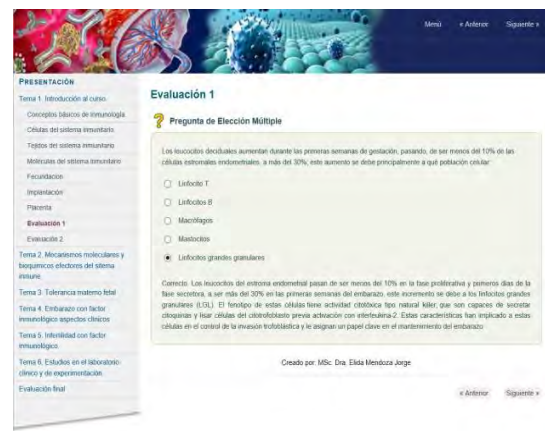 Menú « Anterior Siguiente »
PRESENTACIÓN
Tema 1. Introducción al curso.
Conceptos básicos de inmunología
Células del sistema inmunitario
Tejidos del sistema inmunitario
Moléculas del sistema inmunitario
Fecundación
Implantación
Placenta
Evaluación 1
Evaluación 2
Tema 2. Mecanismos moleculares y
bioquímicos efectores del sitema
inmune.
Tema 3. Tolerancia materno fetal
Tema 4. Embarazo con factor
inmunológico aspectos clínicos
Tema 5. Infertilidad con factor
inmunológico.
Tema 6. Estudios en el laboratorio
clínico y de experimentación.
Evaluación final
Evaluación 1
Pregunta de Elección Múltiple
Los leucocitos deciduales aumentan durante las primeras semanas de gestación, pasando, de ser menos del 10% de las
células estromales endometriales, a más del 30%, este aumento se debe principalmente a qué población celular:
Linfocito T
Linfocitos B
Macrófagos
Mastocitos
Linfocitos grandes granulares
Correcto. Los leucocitos del estroma endometrial pasan de ser menos del 10% en la fase proliferativa y primeros días de la
fase secretora, a ser más del 30% en las primeras semanas del embarazo, este incremento se debe a los linfocitos grandes
granulares (LGL). El fenotipo de estas células tiene actividad citotóxica tipo natural killer, que son capaces de secretar
citoquinas y lisar células del citotrofoblasto previa activación con interleukina-2. Estas características han implicado a estas
células en el control de la invasión trofoblástica y le asignan un papel clave en el mantenimiento del embarazo.
Creado por: MSc. Dra. Elida Mendoza Jorge
« Anterior Siguiente »